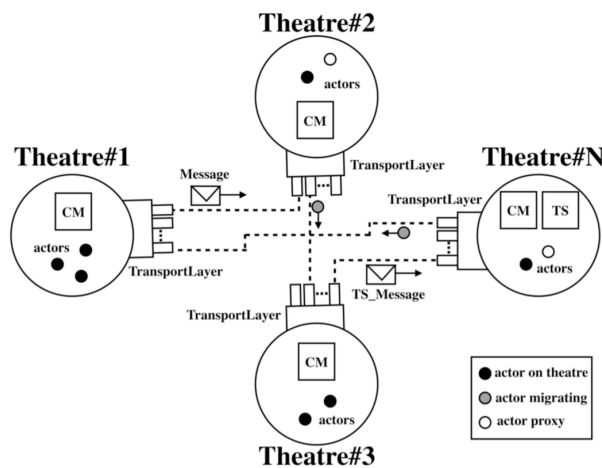 Theatre#2
actors
CM
TransportLayer
Theatre#1
CM
actors
TransportLayer
Message
Theatre#N
TransportLayer
CM
TS
actors
TS_Message
TransportLayer
CM
actors
Theatre#3
actor on theatre
actor migrating
actor proxy